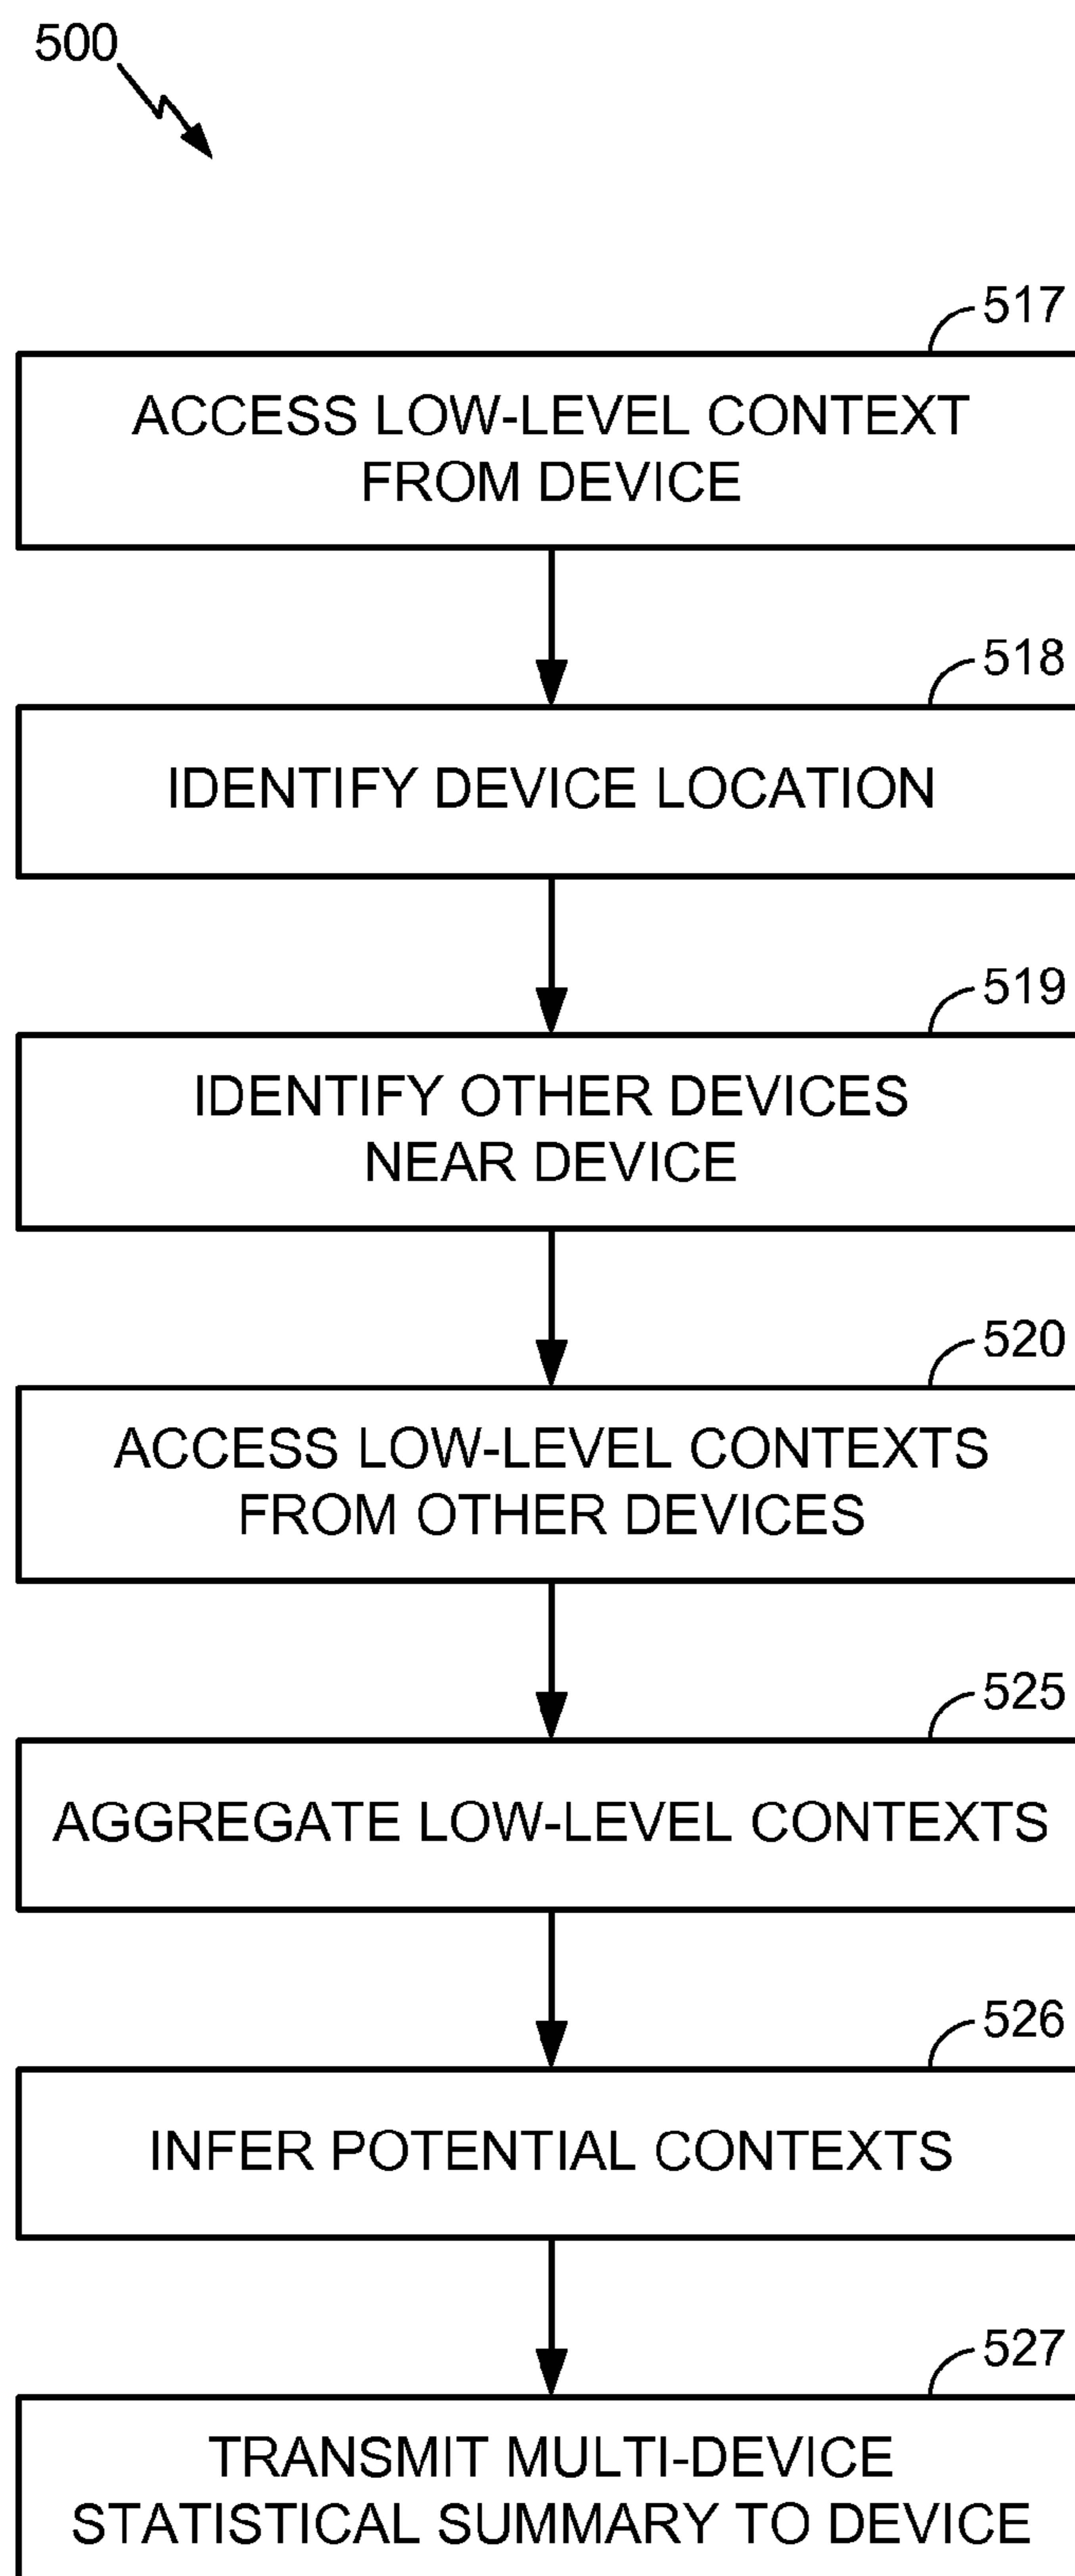 500
517
ACCESS LOW-LEVEL CONTEXT
FROM DEVICE
518
IDENTIFY DEVICE LOCATION
519
IDENTIFY OTHER DEVICES
NEAR DEVICE
520
ACCESS LOW-LEVEL CONTEXTS
FROM OTHER DEVICES
525
AGGREGATE LOW-LEVEL CONTEXTS
526
INFER POTENTIAL CONTEXTS
527
TRANSMIT MULTI-DEVICE
STATISTICAL SUMMARY TO DEVICE